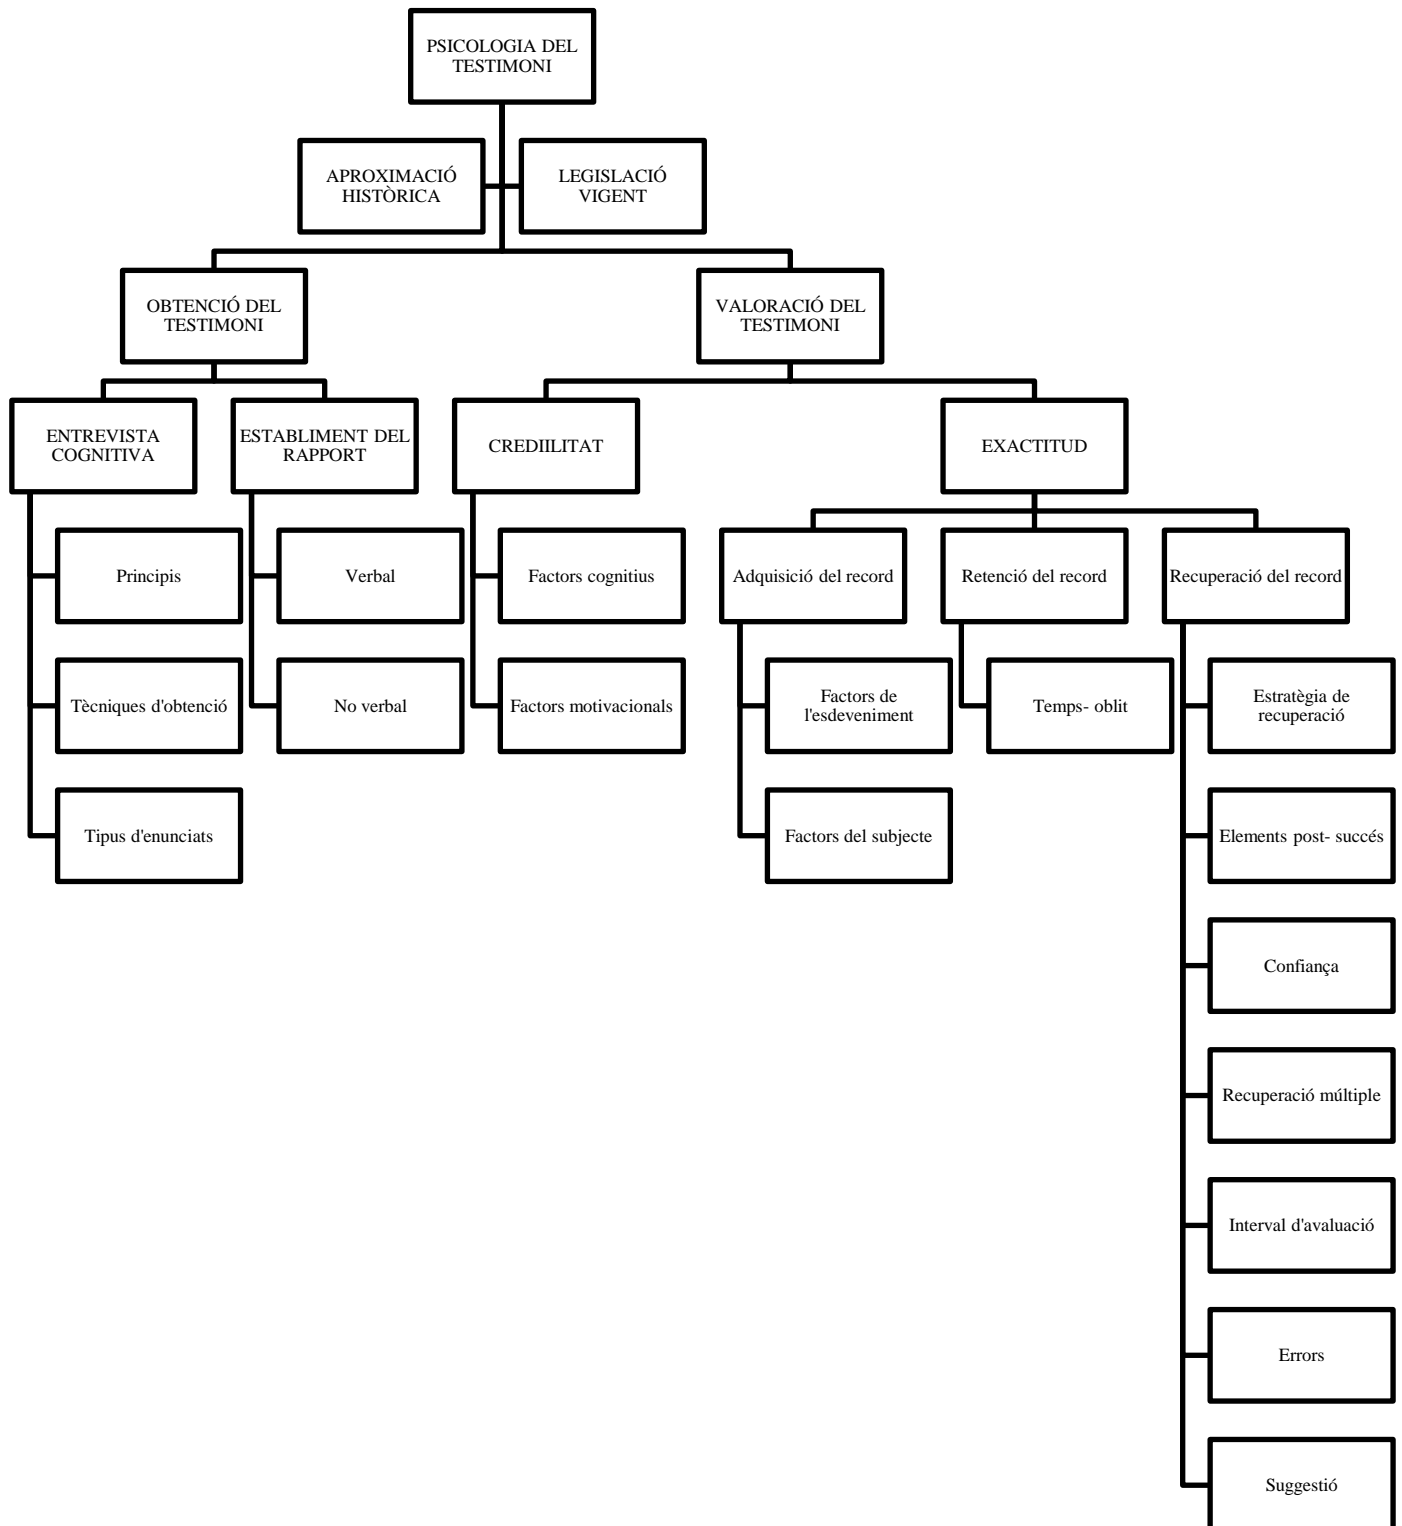 PSICOLOGIA DEL
TESTIMONI
APROXIMACIÓ
HISTÒRICA
LEGISLACIÓ
VIGENT
OBTENCIÓ DEL
TESTIMONI
VALORACIÓ DEL
TESTIMONI
ENTREVISTA
COGNITIVA
ESTABLIMENT DEL
RAPPORT
CREDIILITAT
EXACTITUD
Principis
Verbal
Factors cognitius
Adquisició del record
Retenció del record
Recuperació del record
Tècniques d'obtenció
No verbal
Factors motivacionals
Factors de
l'esdeveniment
Temps- oblit
Estratègia de
recuperació
Tipus d'enunciats
Factors del subjecte
Elements post- succés
Confiança
Recuperació múltiple
Interval d'avaluació
Errors
Suggestió